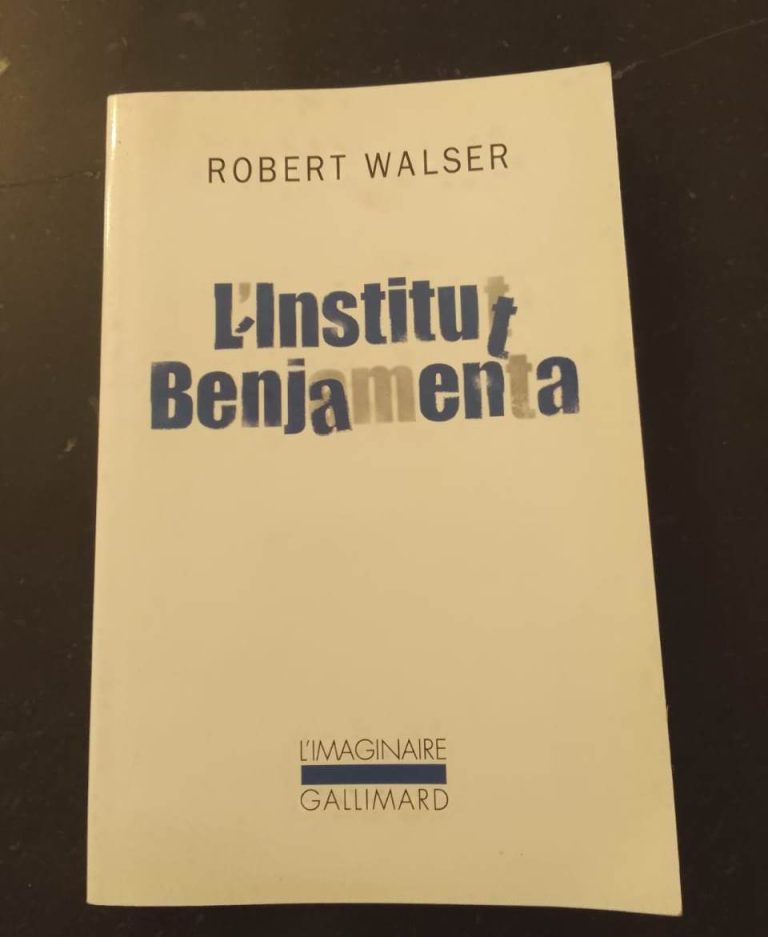 ROBERT WALSER
L'Institut
Benjamenta
L'IMAGINAIRE
GALLIMARD